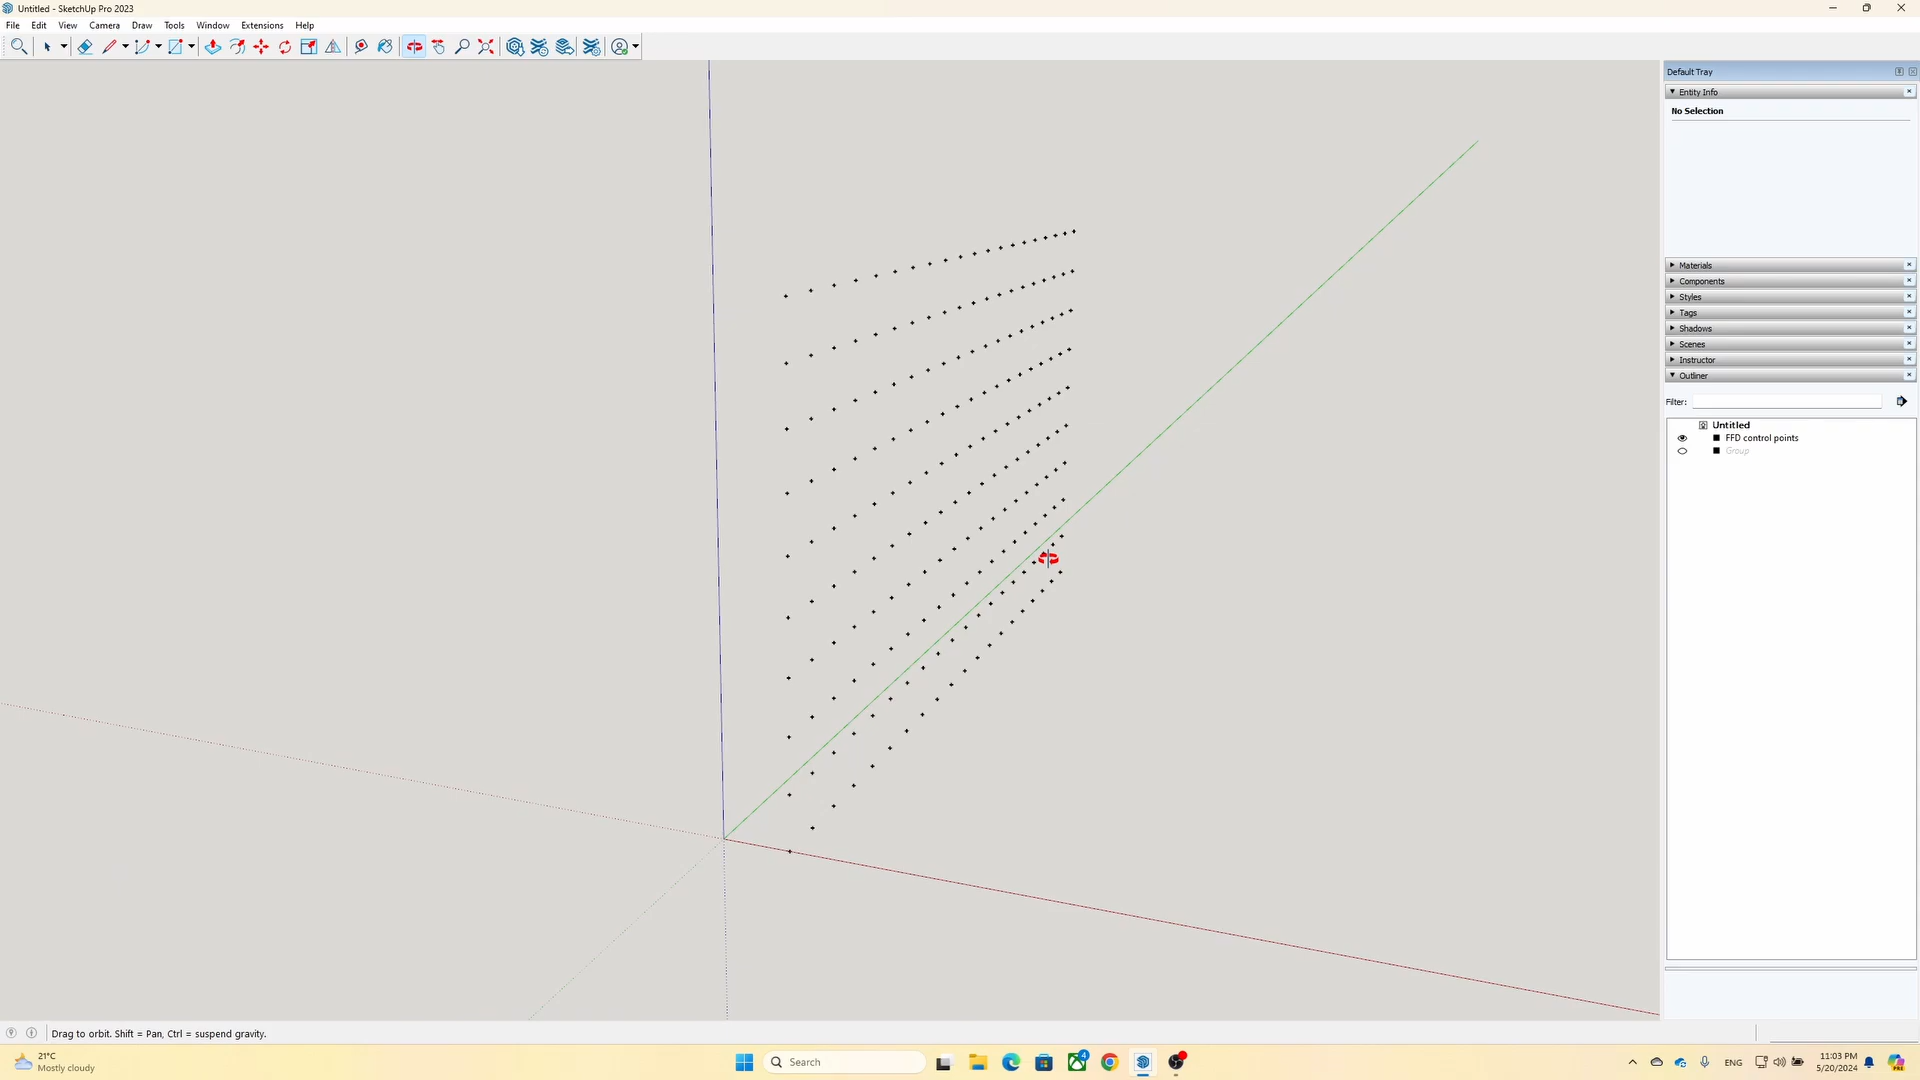 Untitled - SketchUp Pro 2023
File Edit View Camera Draw Tools Window Extensions Help
Default Tray
Entity Info
No Selection
Materials
Components
Styles
Tags
Shadows
Scenes
Instructor
Outliner
Filter:
Untitled
FFD control points
Group
Drag to orbit. Shift = Pan, Ctrl = suspend gravity.
21°C
Mostly cloudy
Search
4
ENG
11:03 PM
5/20/2024
PRE